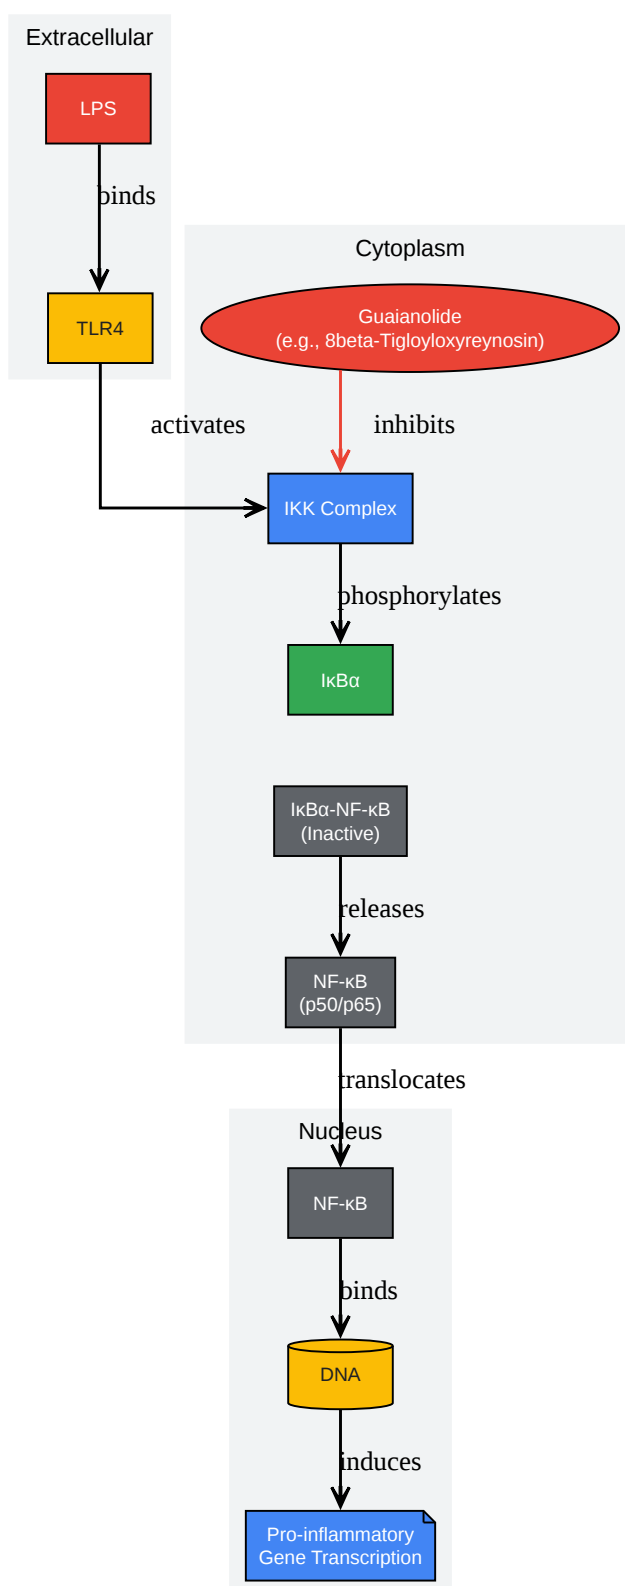 Extracellular
LPS
binds
Cytoplasm
Guaianolide
(e.g., 8beta-Tigloyloxyreynosin)
TLR4
activates
inhibits
IKK Complex
phosphorylates
IκBα
IκBα-NF-κB
(Inactive)
releases
NF-κB
(p50/p65)
translocates
Nucleus
NF-κB
binds
DNA
induces
Pro-inflammatory
Gene Transcription